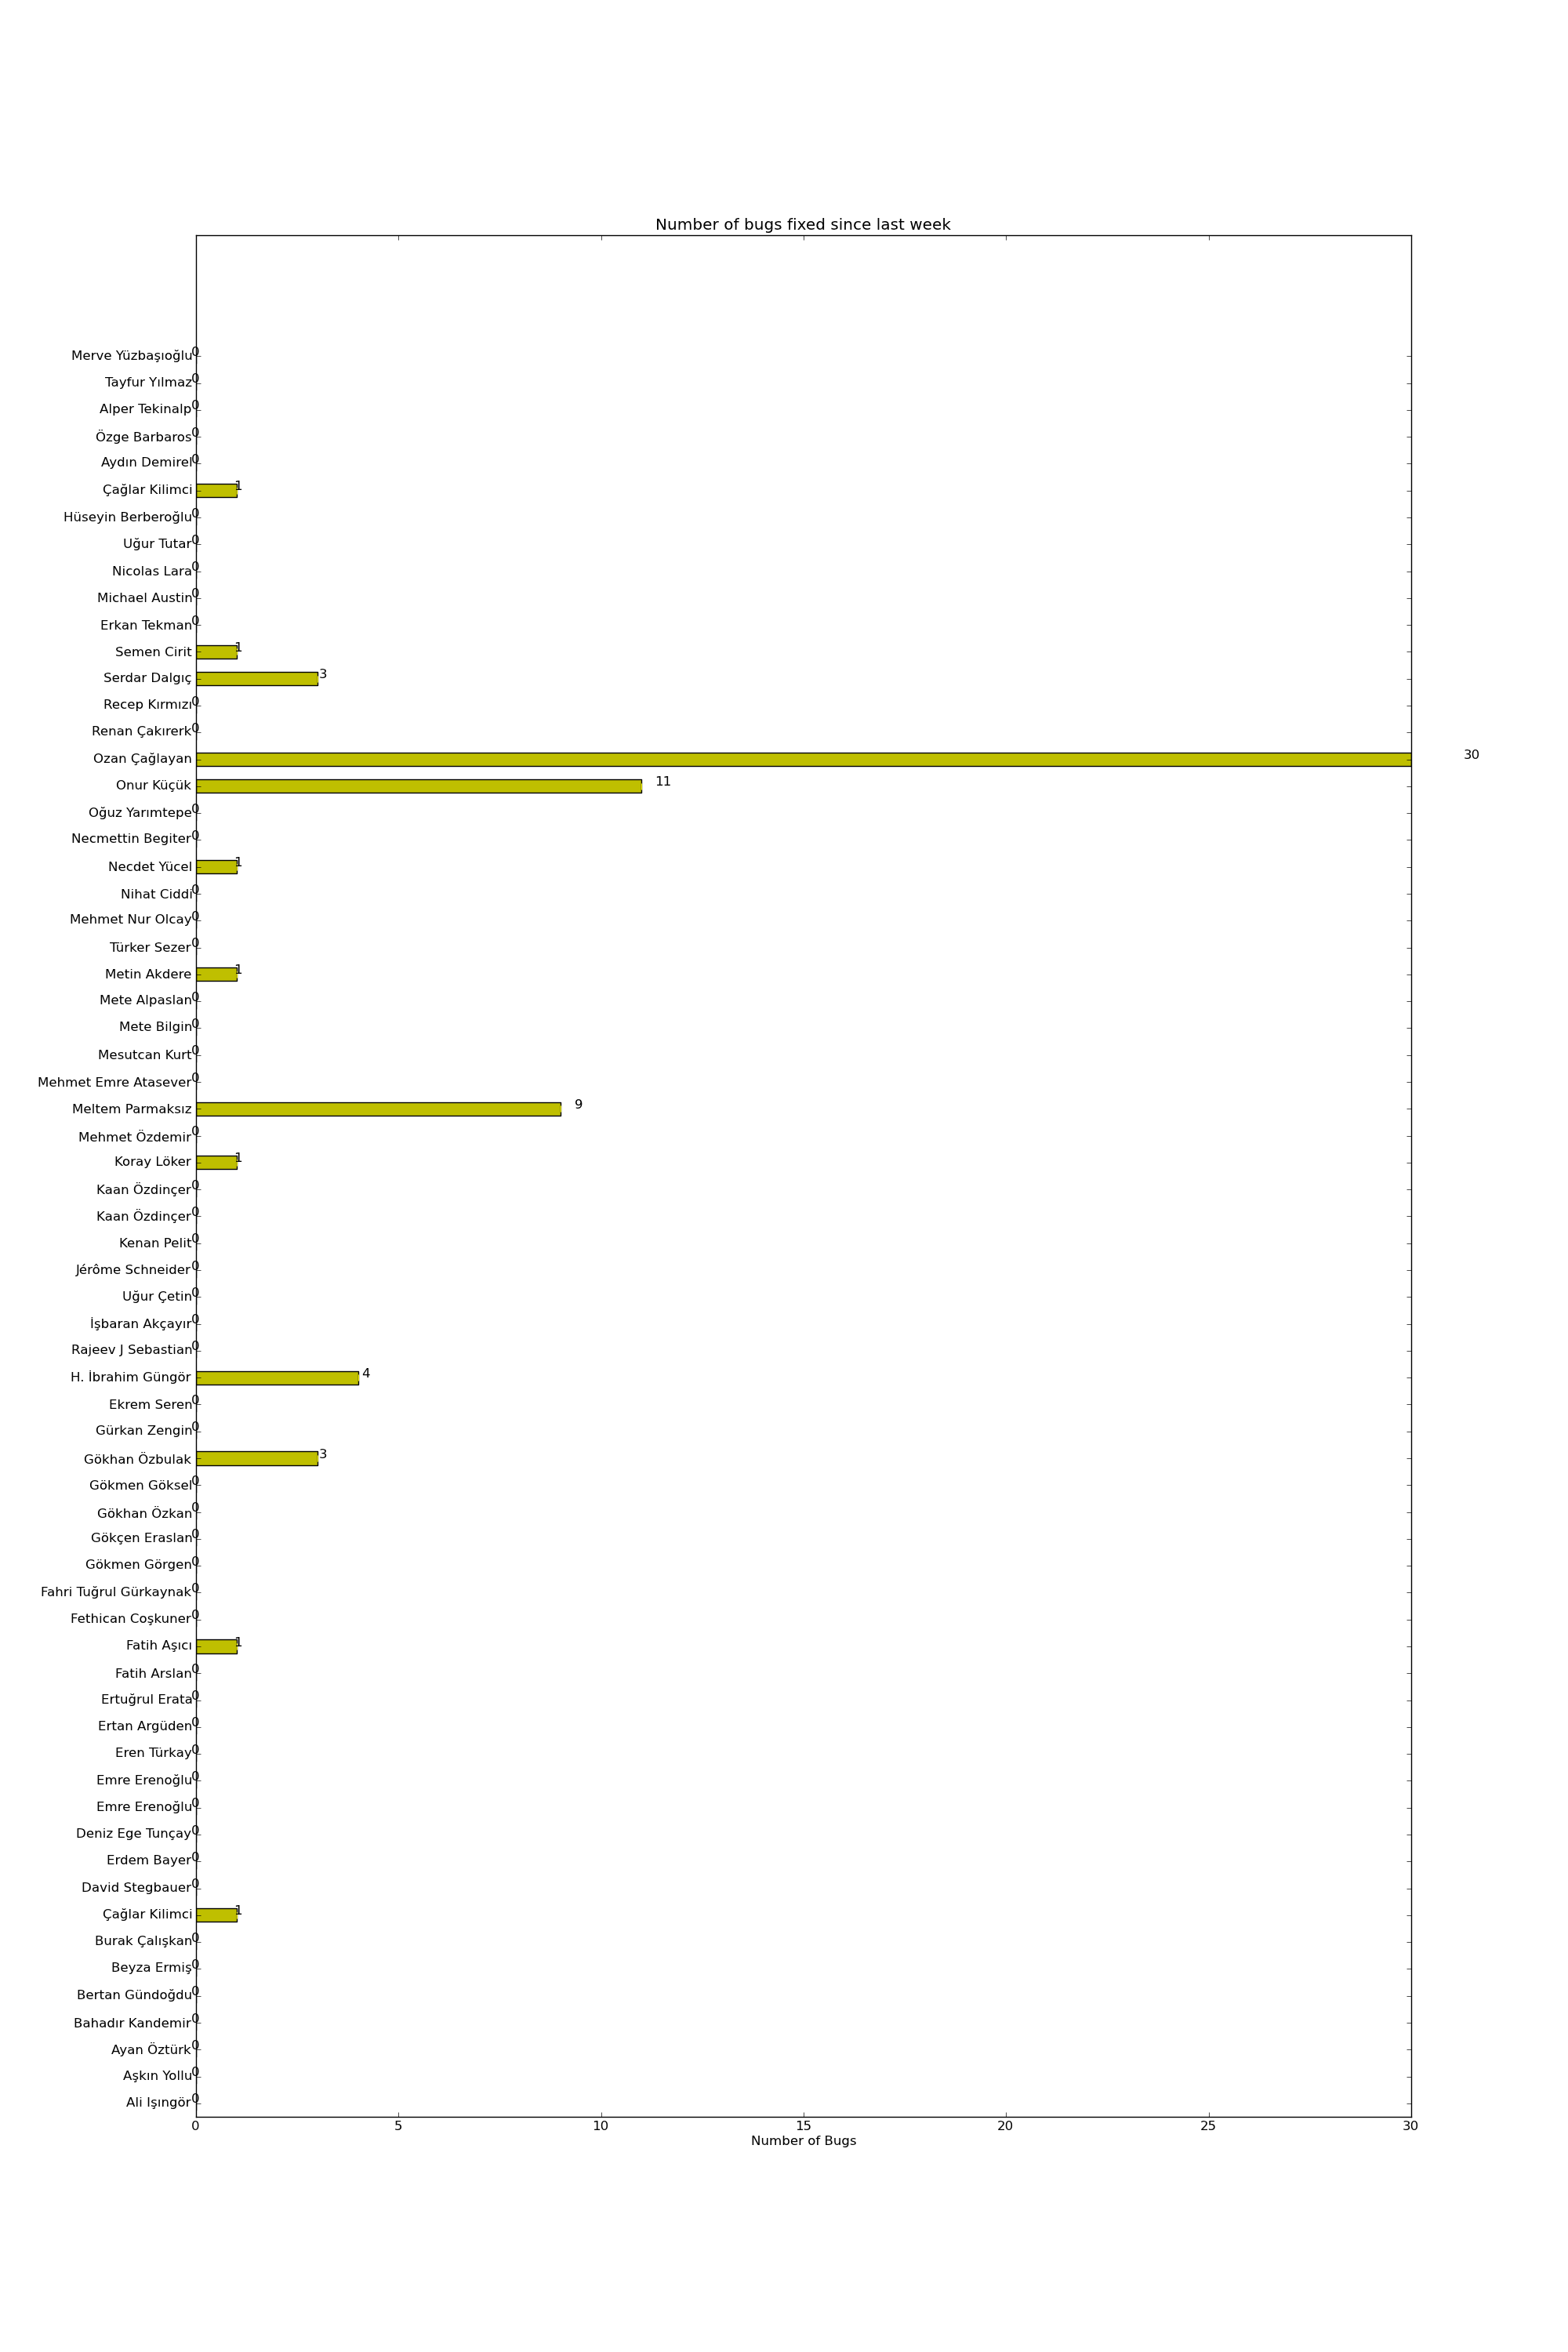 Number of bugs fixed since last week
Merve Yüzbaşıoğlu 0
Tayfur Yılmaz 0
Alper Tekinalp 0
Özge Barbaros 0
Aydın Demirel 0
Çağlar Kilimci 1
Hüseyin Berberoğlu 0
Uğur Tutar 0
Nicolas Lara 0
Michael Austin 0
Erkan Tekman 0
Semen Cirit 1
Serdar Dalgıç 3
Recep Kırmızı 0
Renan Çakırerk 0
Ozan Çağlayan 30
Onur Küçük 11
Oğuz Yarımtepe 0
Necmettin Begiter 0
Necdet Yücel 1
Nihat Ciddi 0
Mehmet Nur Olcay 0
Türker Sezer 0
Metin Akdere 1
Mete Alpaslan 0
Mete Bilgin 0
Mesutcan Kurt 0
Mehmet Emre Atasever 0
Meltem Parmaksız 9
Mehmet Özdemir 0
Koray Löker 1
Kaan Özdinçer 0
Kaan Özdinçer 0
Kenan Pelit 0
Jérôme Schneider 0
Uğur Çetin 0
İşbaran Akçayır 0
Rajeev J Sebastian 0
H. İbrahim Güngör 4
Ekrem Seren 0
Gürkan Zengin 0
Gökhan Özbulak 3
Gökmen Göksel 0
Gökhan Özkan 0
Gökçen Eraslan 0
Gökmen Görgen 0
Fahri Tuğrul Gürkaynak 0
Fethican Coşkuner 0
Fatih Aşıcı 1
Fatih Arslan 0
Ertuğrul Erata 0
Ertan Argüden 0
Eren Türkay 0
Emre Erenoğlu 0
Emre Erenoğlu 0
Deniz Ege Tunçay 0
Erdem Bayer 0
David Stegbauer 0
Çağlar Kilimci 1
Burak Çalışkan 0
Beyza Ermiş 0
Bertan Gündoğdu 0
Bahadır Kandemir 0
Ayan Öztürk 0
Aşkın Yollu 0
Ali Işıngör 0
0 5 10 15 20 25 30
Number of Bugs